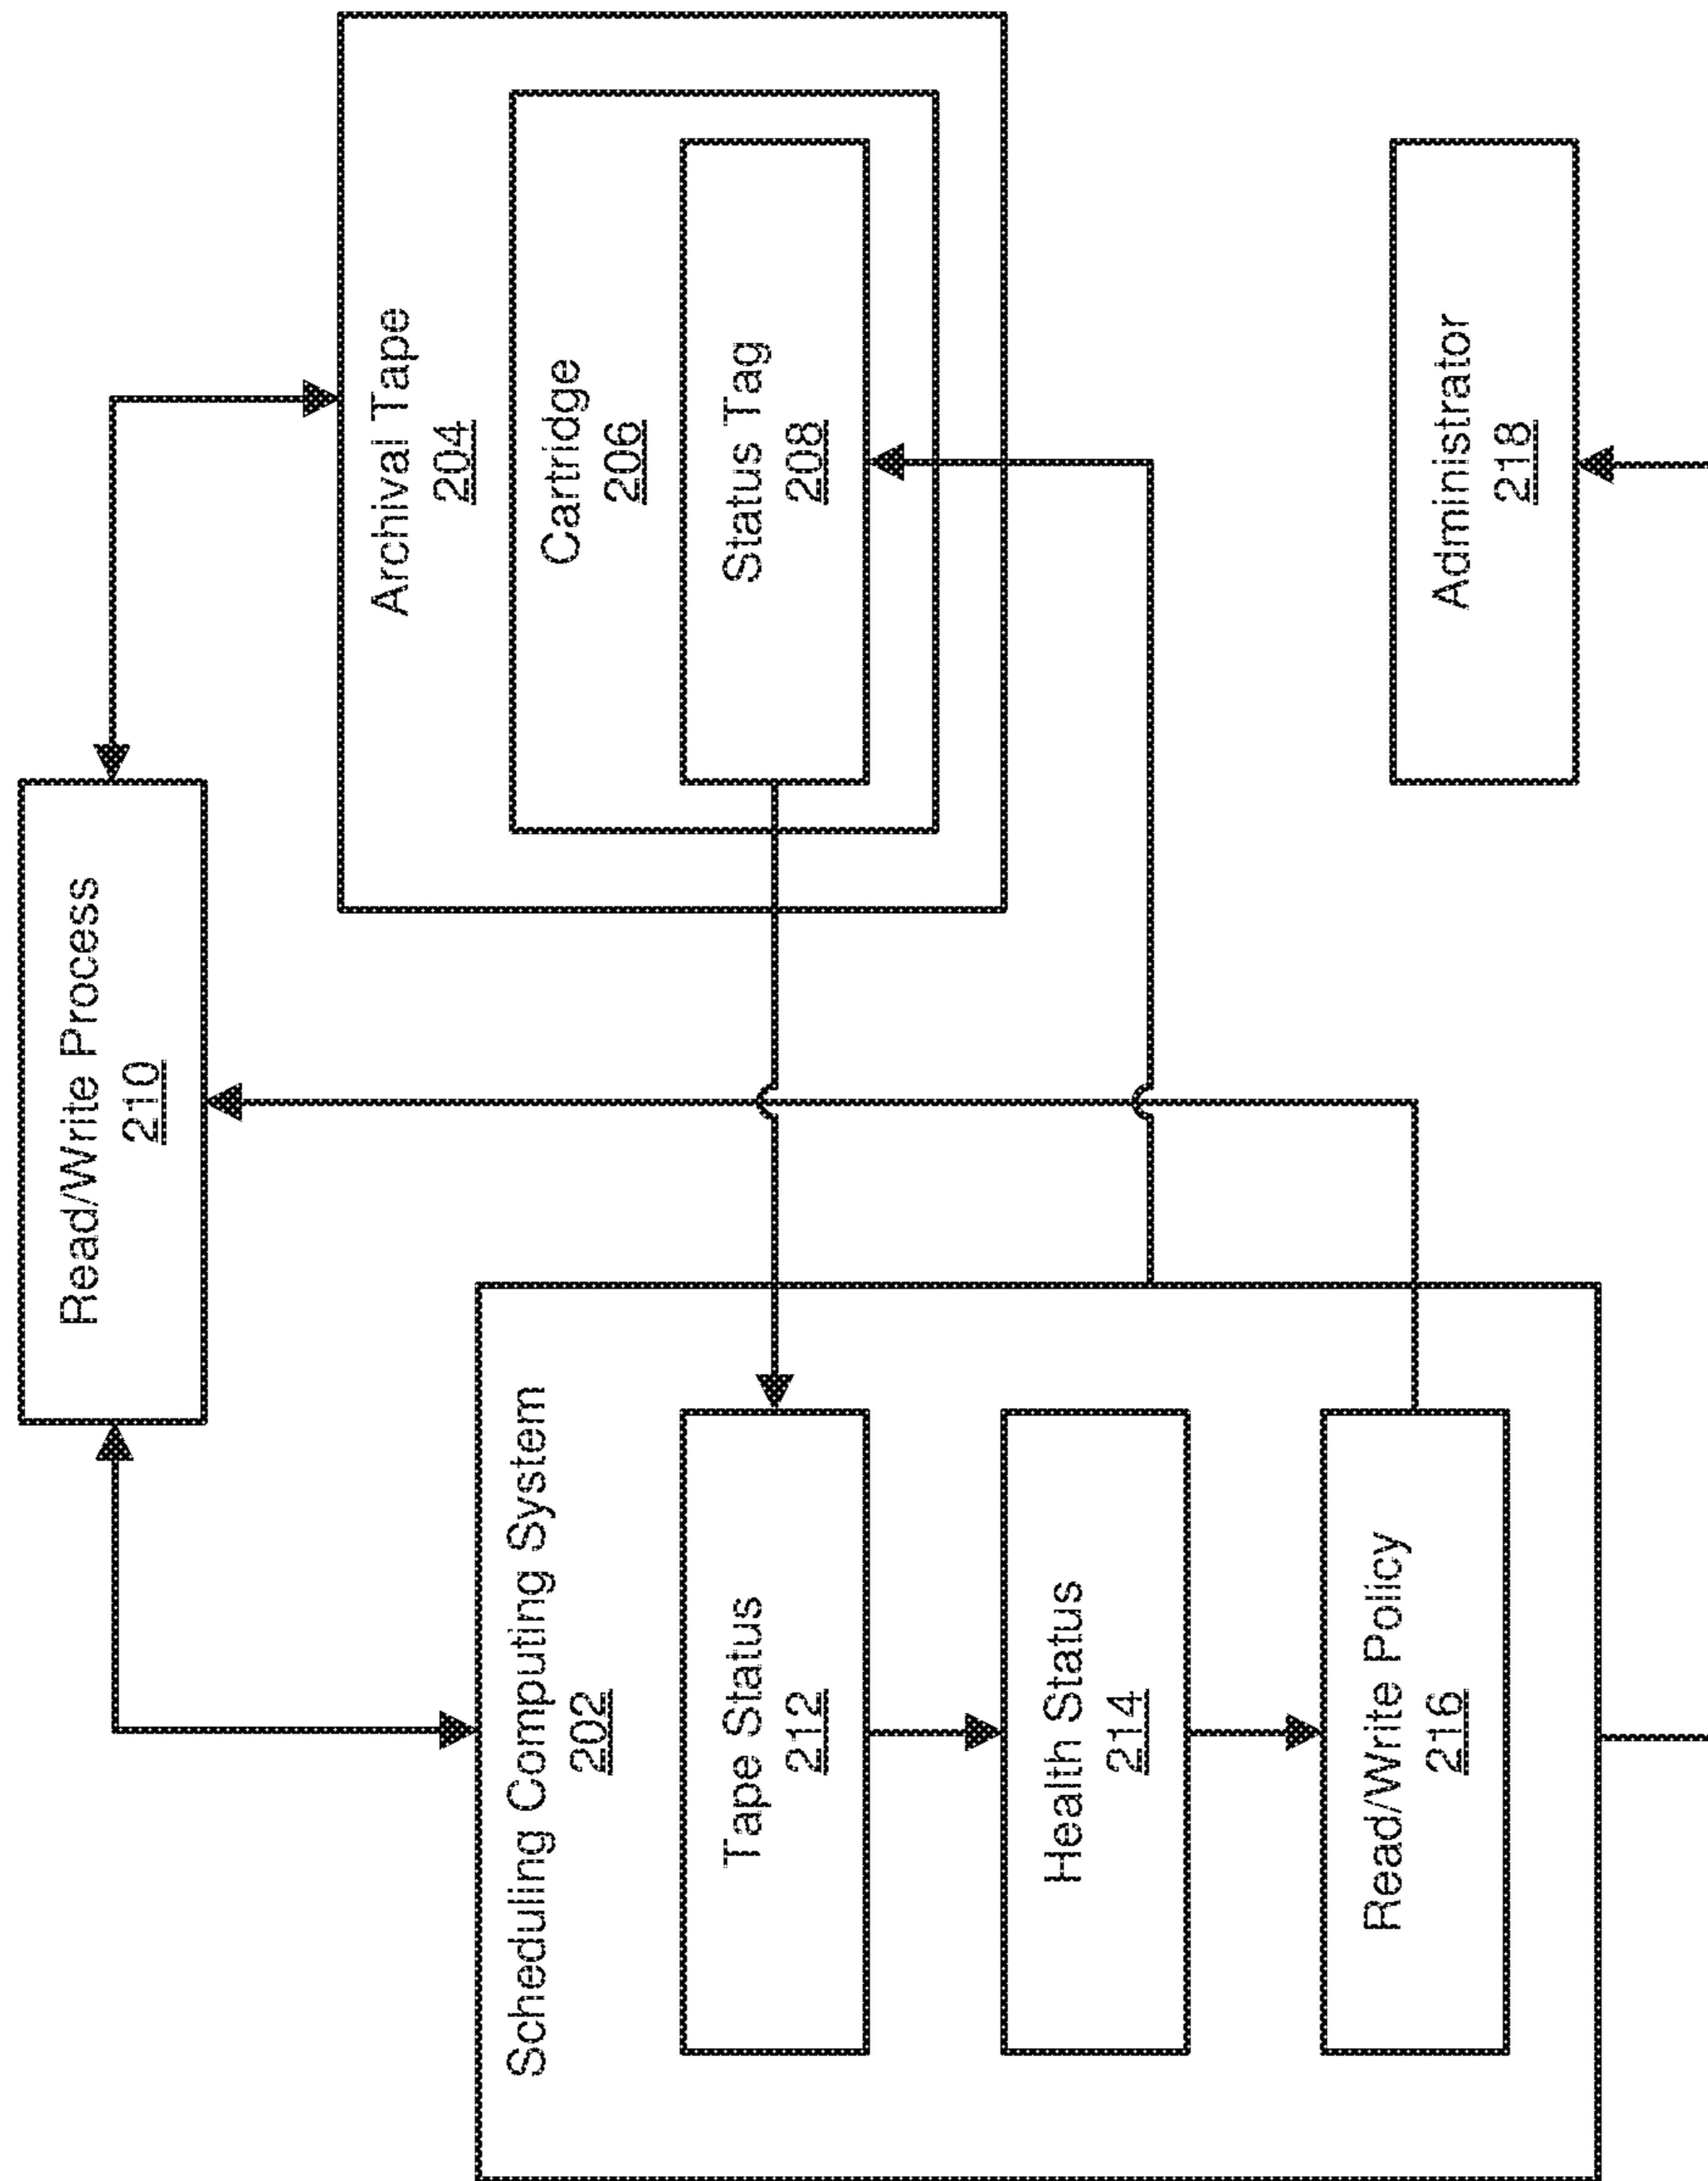 Read/Write Process
210
Scheduling Computing System
202
Tape Status
212
Health Status
214
Read/Write Policy
216
Archival Tape
204
Cartridge
206
Status Tag
208
Administrator
218